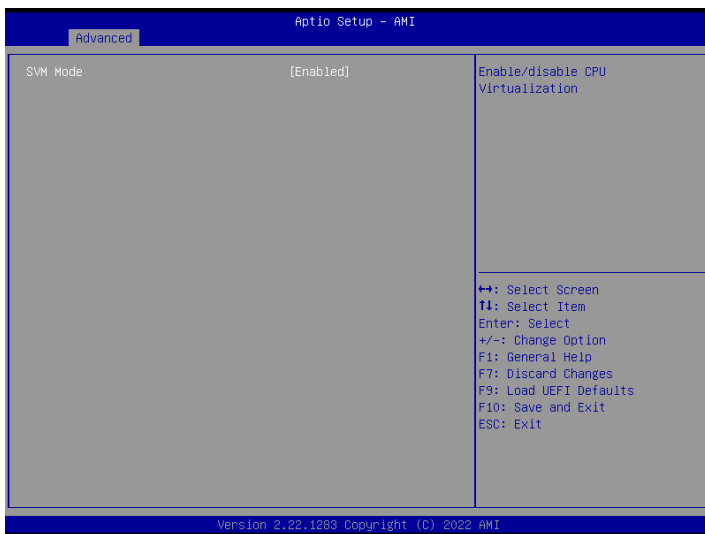 Aptio Setup – AMI
Advanced
SVM Mode [Enabled]
Enable/disable CPU
Virtualization
↔: Select Screen
↑↓: Select Item
Enter: Select
+/-: Change Option
F1: General Help
F7: Discard Changes
F9: Load UEFI Defaults
F10: Save and Exit
ESC: Exit
Version 2.22.1283 Copyright (C) 2022 AMI